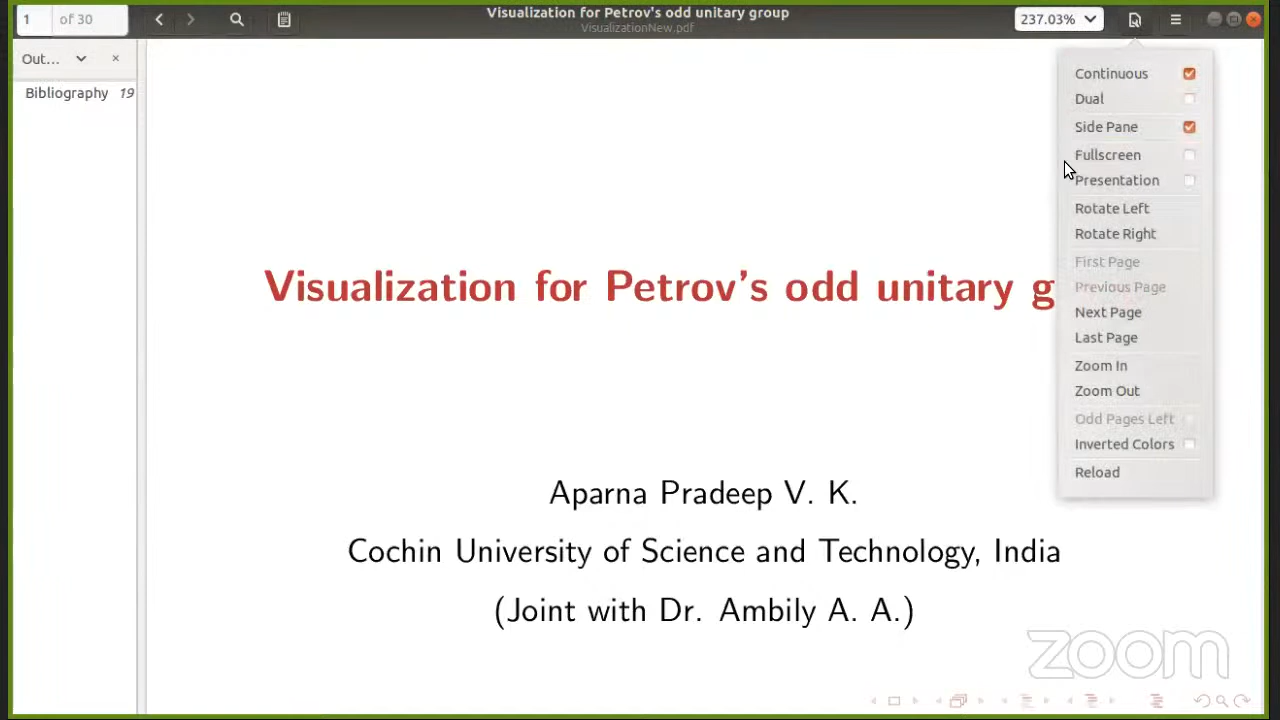 1 of 30
Visualization for Petrov's odd unitary group
VisualizationNew.pdf
237.03%
Out...
Bibliography 19
Continuous
Dual
Side Pane
Fullscreen
Presentation
Rotate Left
Rotate Right
First Page
Previous Page
Next Page
Last Page
Zoom In
Zoom Out
Odd Pages Left
Inverted Colors
Reload
Visualization for Petrov's odd unitary g
Aparna Pradeep V. K.
Cochin University of Science and Technology, India
(Joint with Dr. Ambily A. A.)
zoom